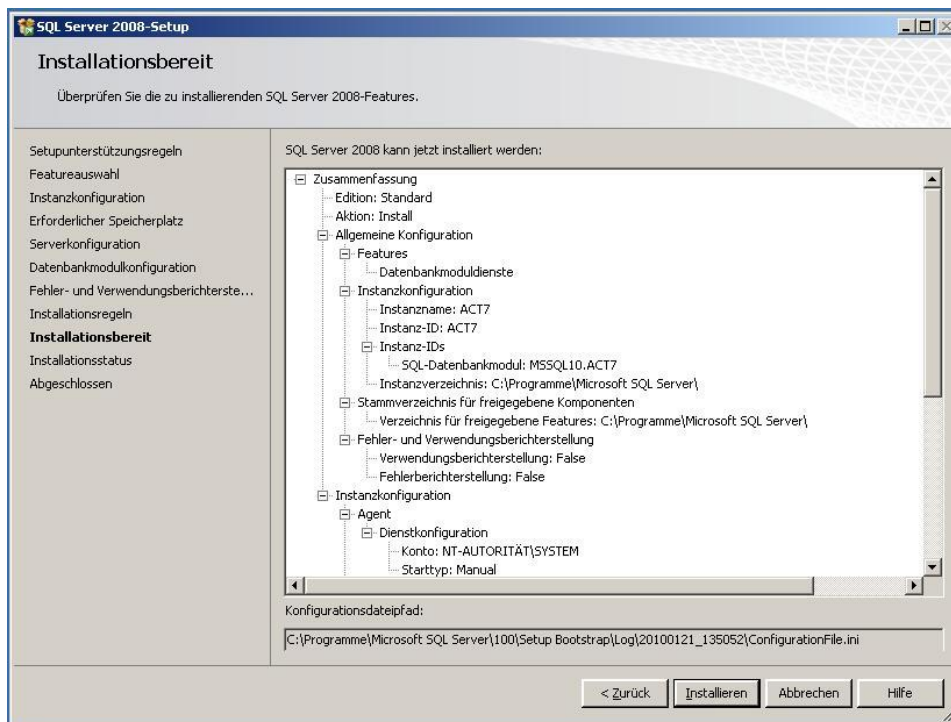 SQL Server 2008-Setup
Installationsbereit
Überprüfen Sie die zu installierenden SQL Server 2008-Features.
Setupunterstützungsregeln
Featureauswahl
Instanzkonfiguration
Erforderlicher Speicherplatz
Serverkonfiguration
Datenbankmodulkonfiguration
Fehler- und Verwendungsberichterste...
Installationsregeln
Installationsbereit
Installationsstatus
Abgeschlossen
SQL Server 2008 kann jetzt installiert werden:
Zusammenfassung
Edition: Standard
Aktion: Install
Allgemeine Konfiguration
Features
Datenbankmoduldienste
Instanzkonfiguration
Instanzname: ACT7
Instanz-ID: ACT7
Instanz-IDs
SQL-Datenbankmodul: MSSQL10.ACT7
Instanzverzeichnis: C:\Programme\Microsoft SQL Server\
Stammverzeichnis für freigegebene Komponenten
Verzeichnis für freigegebene Features: C:\Programme\Microsoft SQL Server\
Fehler- und Verwendungsberichterstellung
Verwendungsberichterstellung: False
Fehlerberichterstellung: False
Instanzkonfiguration
Agent
Dienstkonfiguration
Konto: NT-AUTORITÄT\SYSTEM
Starttyp: Manual
Konfigurationsdateipfad:
C:\Programme\Microsoft SQL Server\100\Setup Bootstrap\Log\20100121_135052\ConfigurationFile.ini
< Zurück
Installieren
Abbrechen
Hilfe